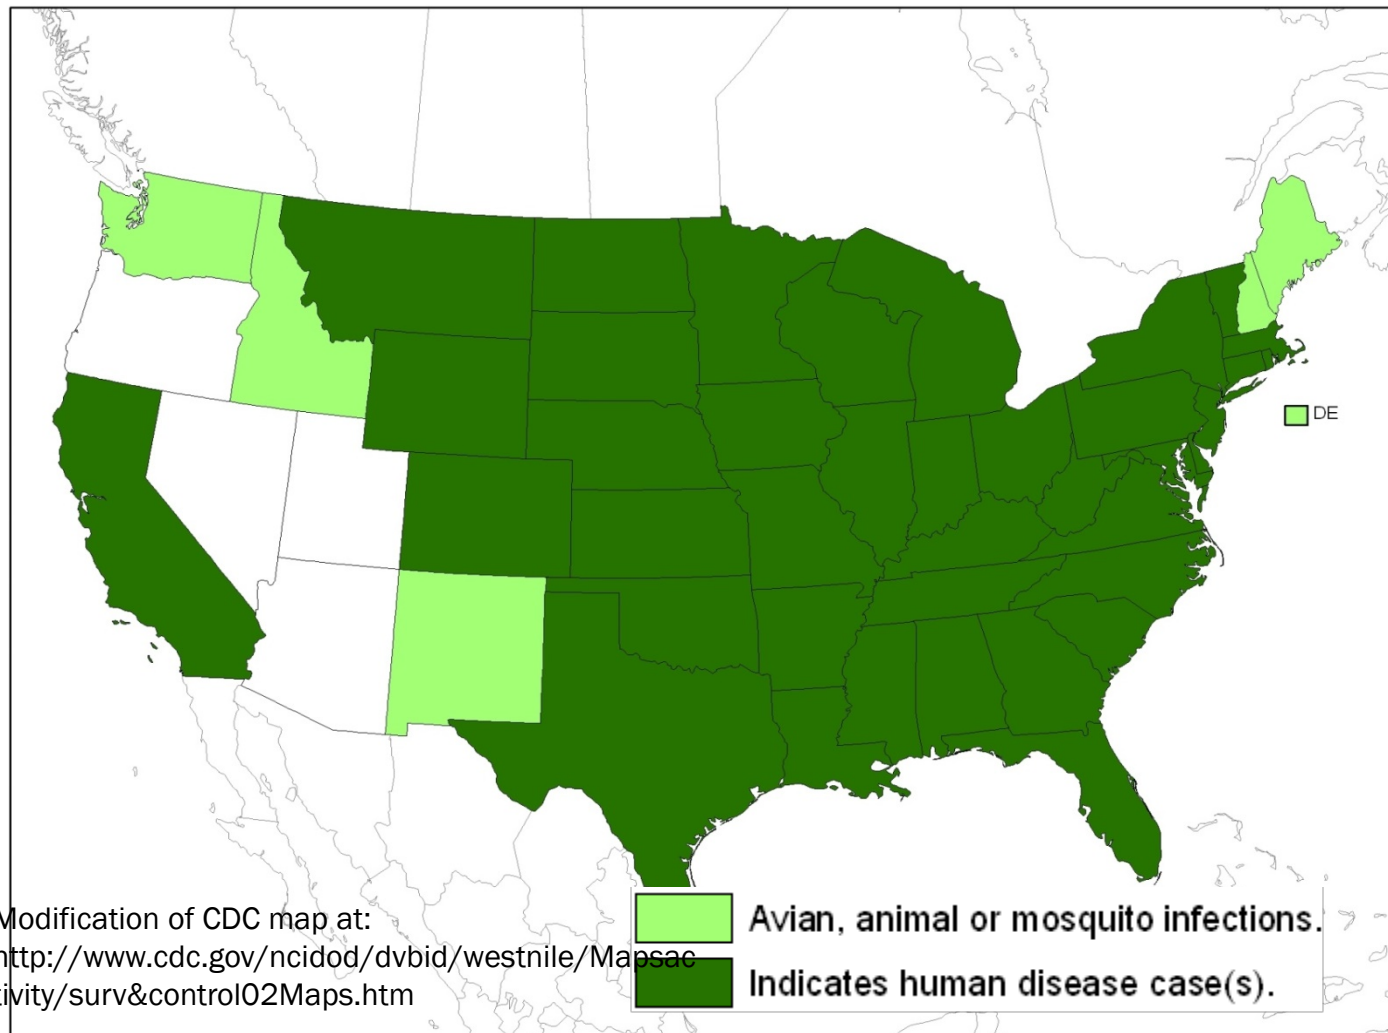 DE
Modification of CDC map at:
http://www.cdc.gov/ncidod/dvbid/westnile/Mapsac
tivity/surv&control02Maps.htm
Avian, animal or mosquito infections.
Indicates human disease case(s).